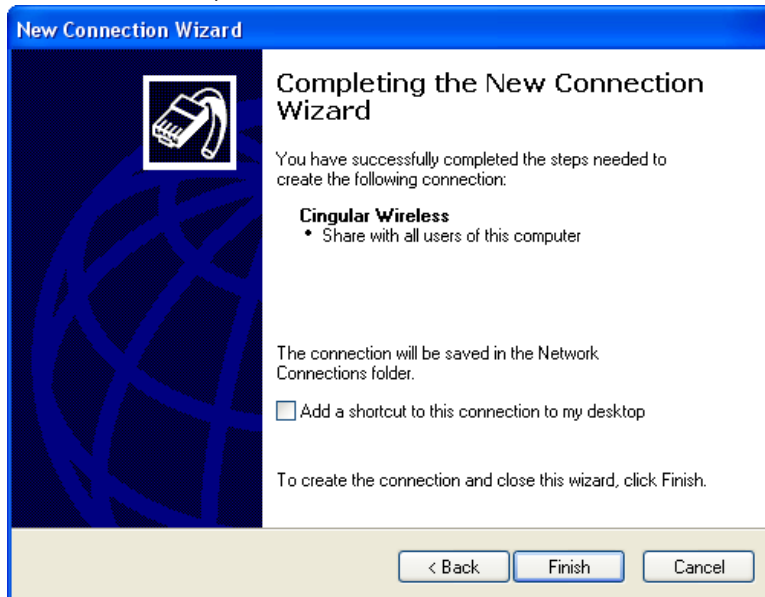 New Connection Wizard
Completing the New Connection
Wizard
You have successfully completed the steps needed to
create the following connection:
Cingular Wireless
• Share with all users of this computer
The connection will be saved in the Network
Connections folder.
Add a shortcut to this connection to my desktop
To create the connection and close this wizard, click Finish.
< Back Finish Cancel